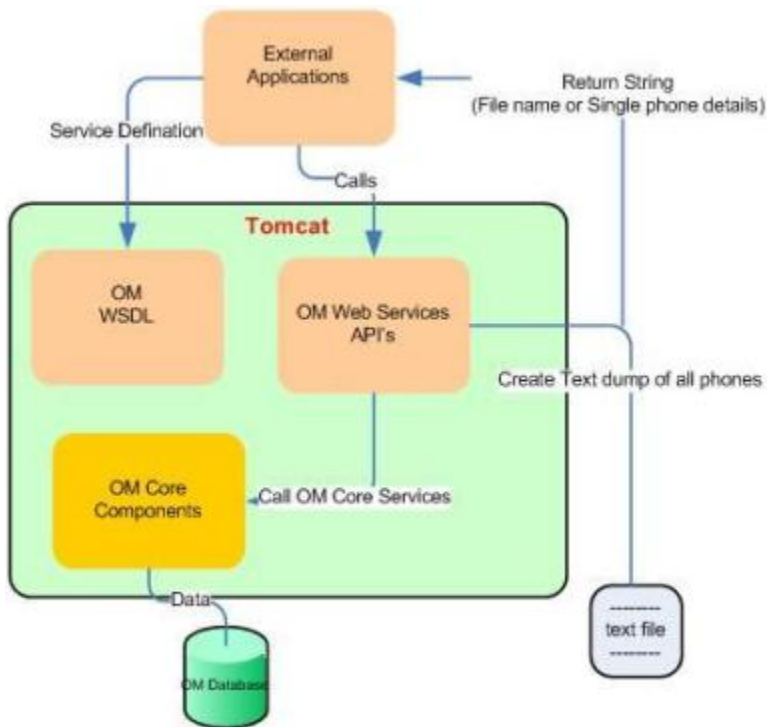 External
Applications
Return String
(File name or Single phone details)
Service Defination
Calls
Tomcat
OM
WSDL
OM Web Services
API's
Create Text dump of all phones
OM Core
Components
Call OM Core Services
Data
---------
text file
---------
OM Database